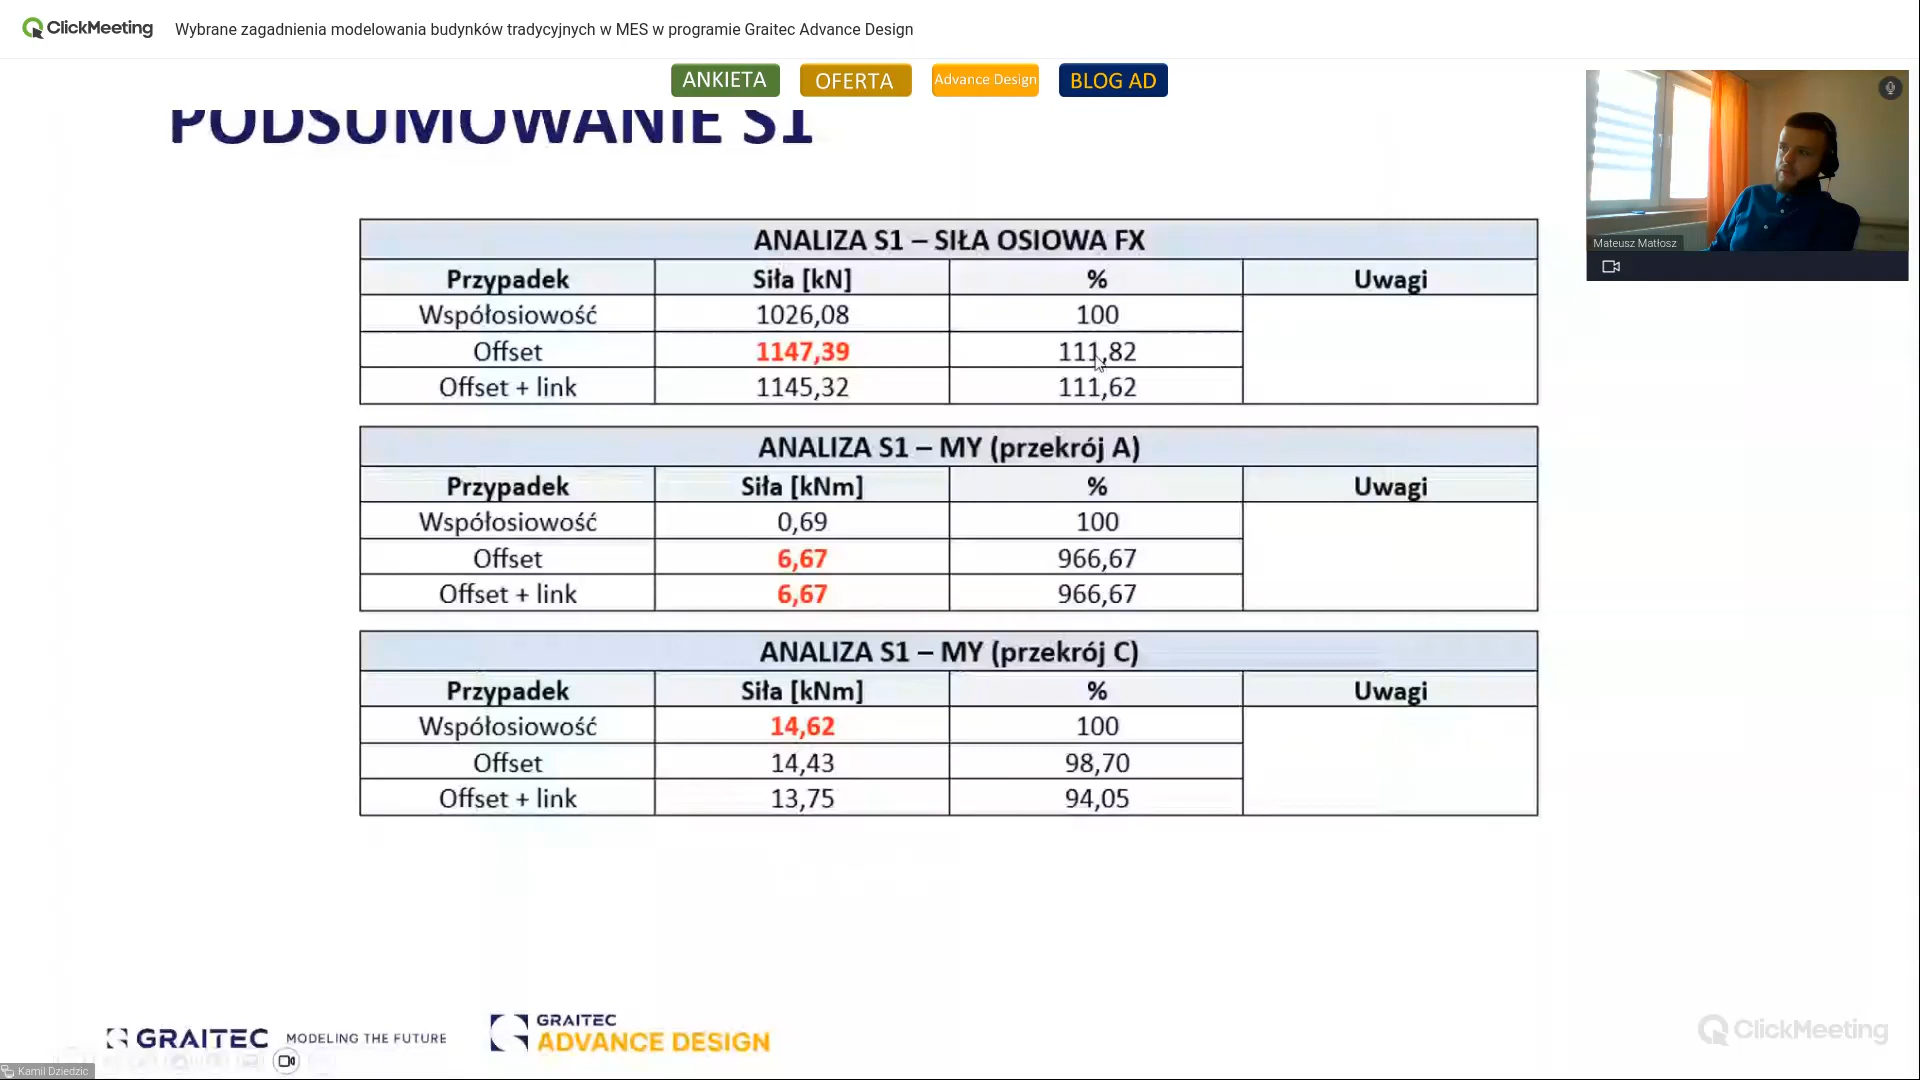 ClickMeeting Wybrane zagadnienia modelowania budynków tradycyjnych w MES w programie Graitec Advance Design
ANKIETA OFERTA Advance Design BLOG AD
PODSUMOWANIE S1
Mateusz Matłosz
ANALIZA S1 – SIŁA OSIOWA FX
Przypadek Siła [kN] % Uwagi
Współosiowość 1026,08 100
Offset 1147,39 111,82
Offset + link 1145,32 111,62
ANALIZA S1 – MY (przekrój A)
Przypadek Siła [kNm] % Uwagi
Współosiowość 0,69 100
Offset 6,67 966,67
Offset + link 6,67 966,67
ANALIZA S1 – MY (przekrój C)
Przypadek Siła [kNm] % Uwagi
Współosiowość 14,62 100
Offset 14,43 98,70
Offset + link 13,75 94,05
GRAITEC MODELING THE FUTURE
GRAITEC
ADVANCE DESIGN
ClickMeeting
Kamil Dziedzic